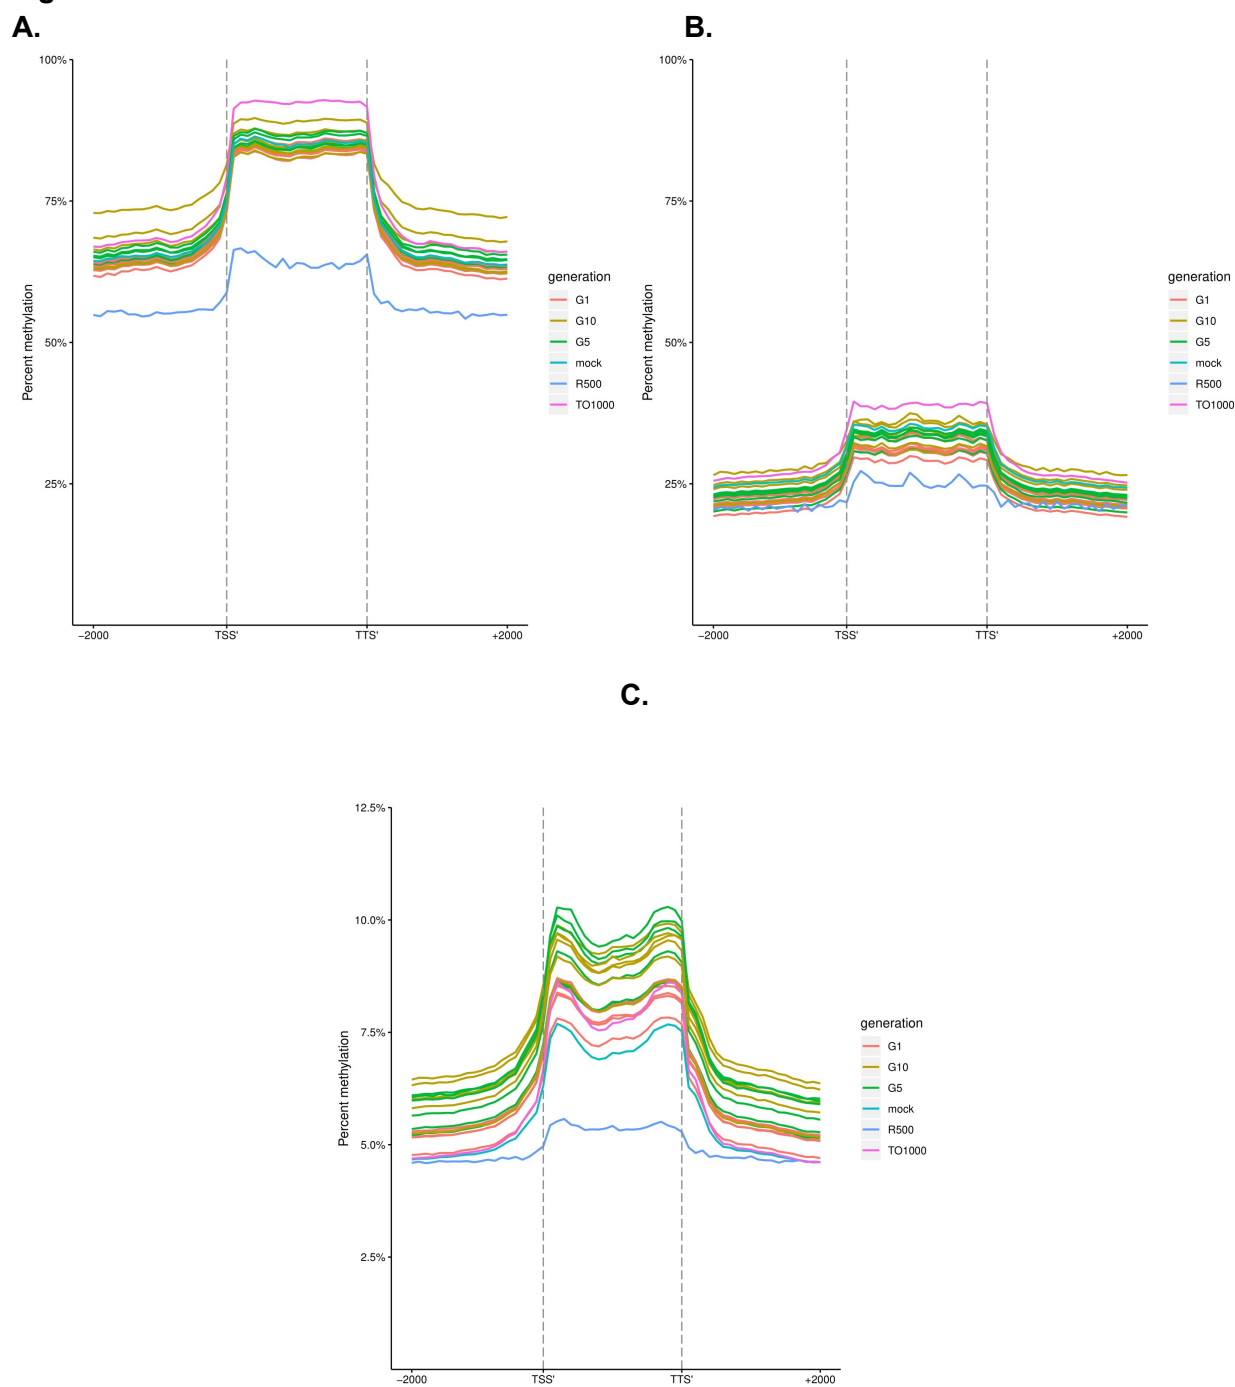 A.
100%
75%
50%
25%
Percent methylation
−2000
TSS'
TTS'
+2000
generation
G1
G10
G5
mock
R500
TO1000
B.
100%
75%
50%
25%
Percent methylation
−2000
TSS'
TTS'
+2000
generation
G1
G10
G5
mock
R500
TO1000
C.
12.5%
10.0%
7.5%
5.0%
2.5%
Percent methylation
−2000
TSS'
TTS'
+2000
generation
G1
G10
G5
mock
R500
TO1000